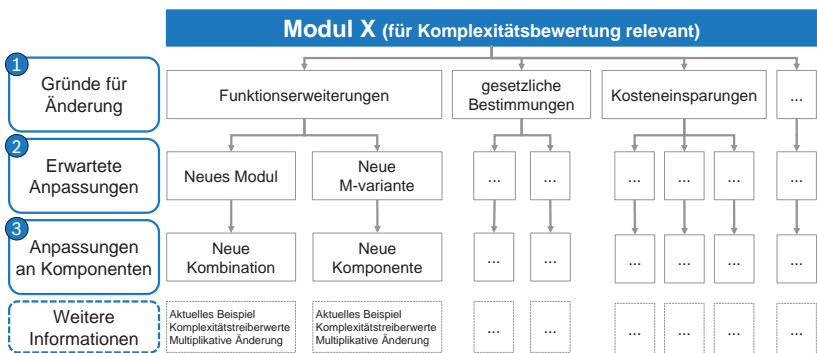 Modul X (für Komplexitätsbewertung relevant)
1
Gründe für
Änderung
Funktionserweiterungen
gesetzliche
Bestimmungen
Kosteneinsparungen
...
2
Erwartete
Anpassungen
Neues Modul
Neue
M-variante
...
...
...
...
...
...
3
Anpassungen
an Komponenten
Neue
Kombination
Neue
Komponente
...
...
...
...
...
...
Weitere
Informationen
Aktuelles Beispiel
Komplexitätstreiberwerte
Multiplikative Änderung
Aktuelles Beispiel
Komplexitätstreiberwerte
Multiplikative Änderung
...
...
...
...
...
...